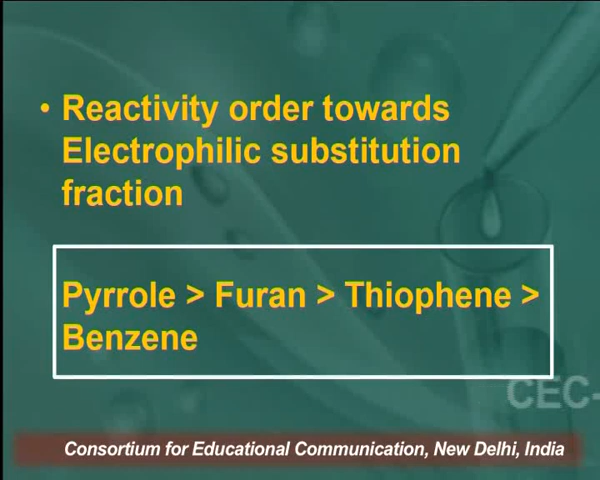 • Reactivity order towards
Electrophilic substitution
fraction
Pyrrole > Furan > Thiophene >
Benzene
CEC-
Consortium for Educational Communication, New Delhi, India